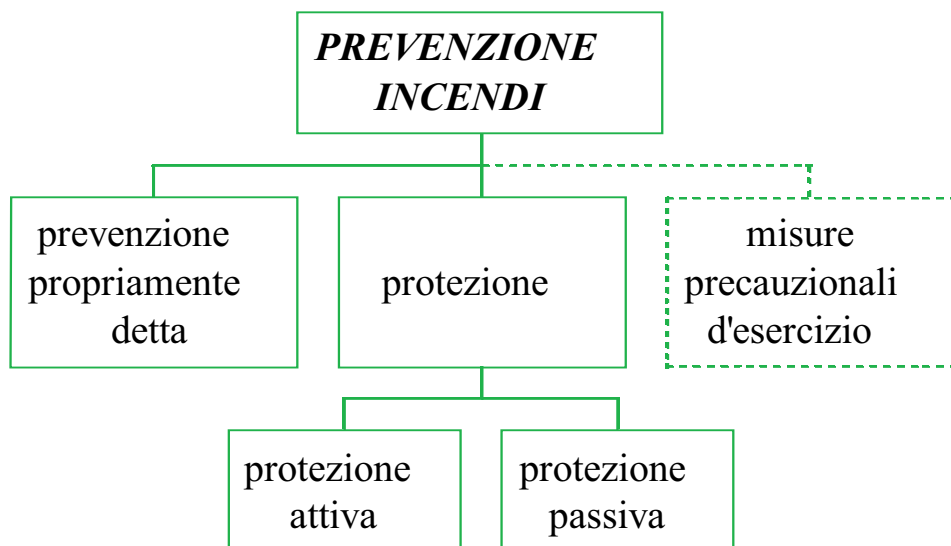 PREVENZIONE
INCENDI
prevenzione
propriamente
detta
protezione
misure
precauzionali
d'esercizio
protezione
attiva
protezione
passiva